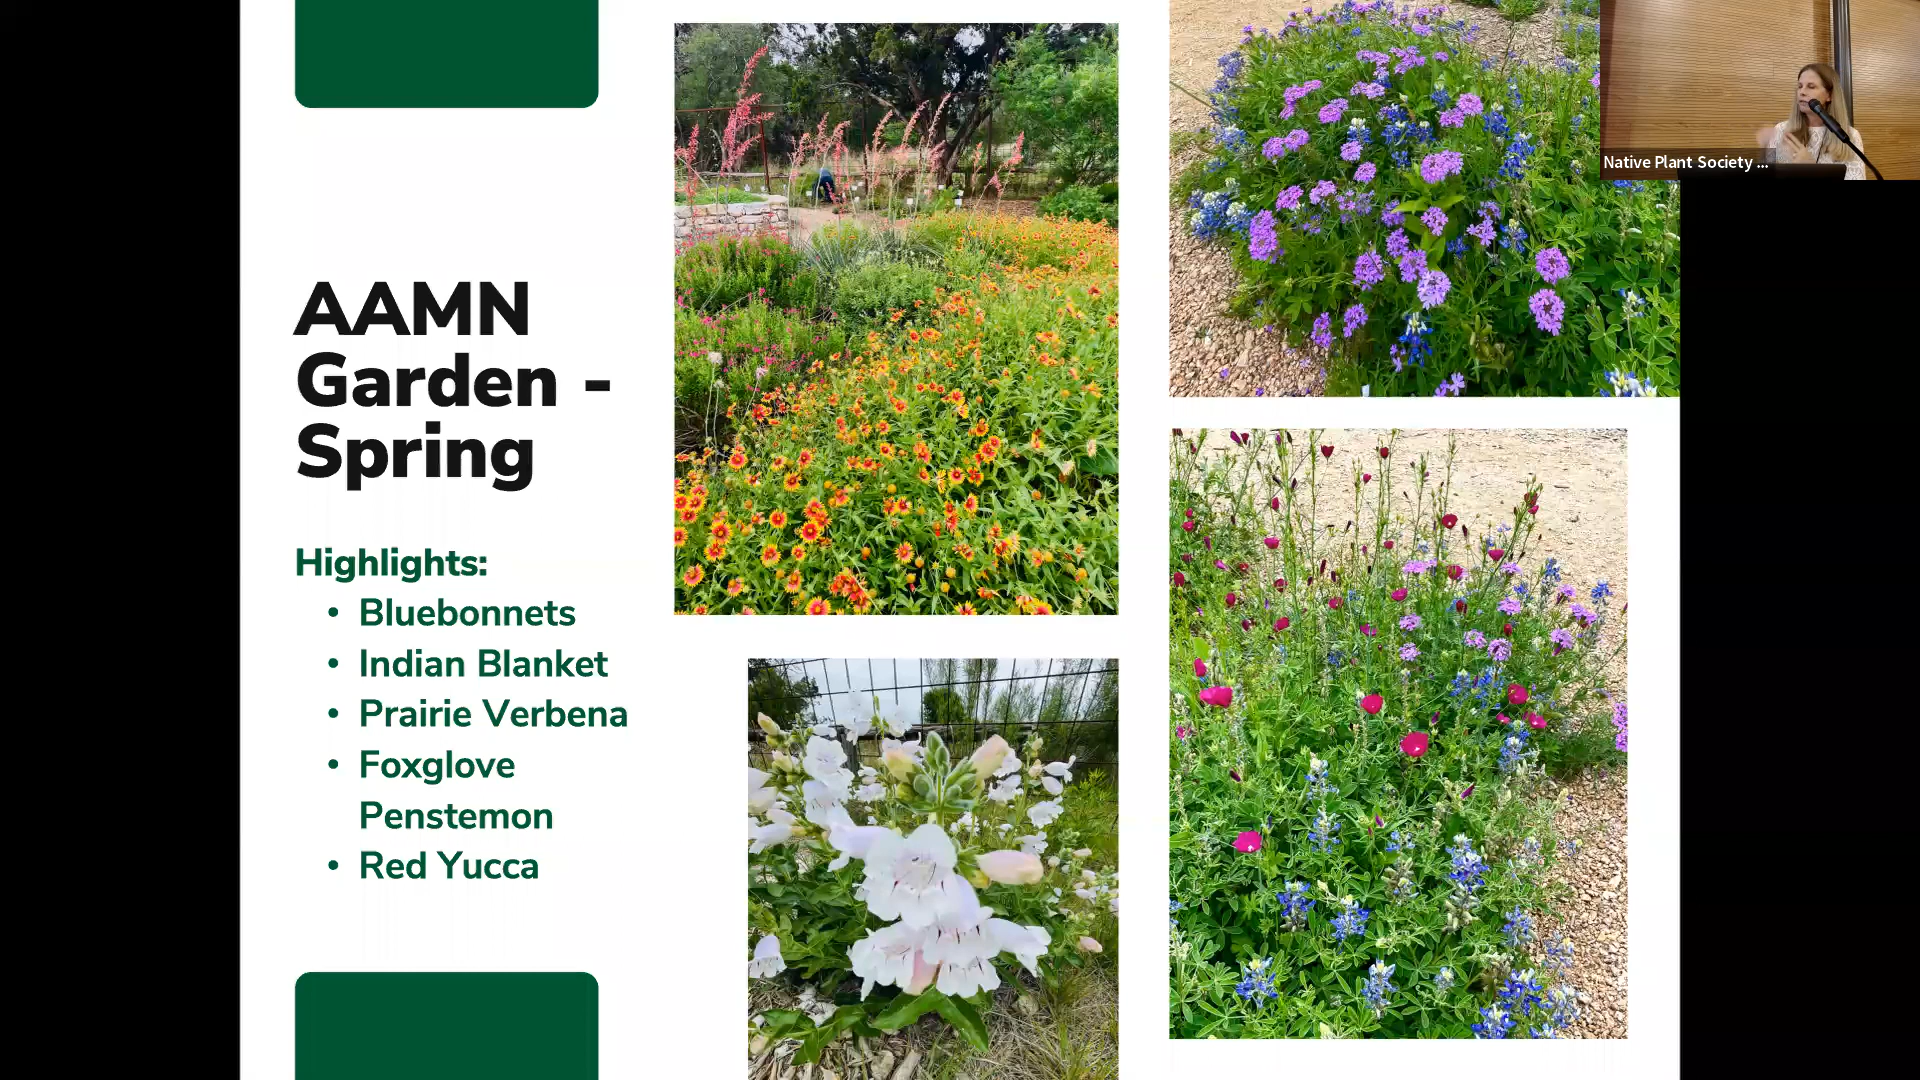 AAMN
Garden -
Spring
Highlights:
• Bluebonnets
• Indian Blanket
• Prairie Verbena
• Foxglove
Penstemon
• Red Yucca
Native Plant Society ...